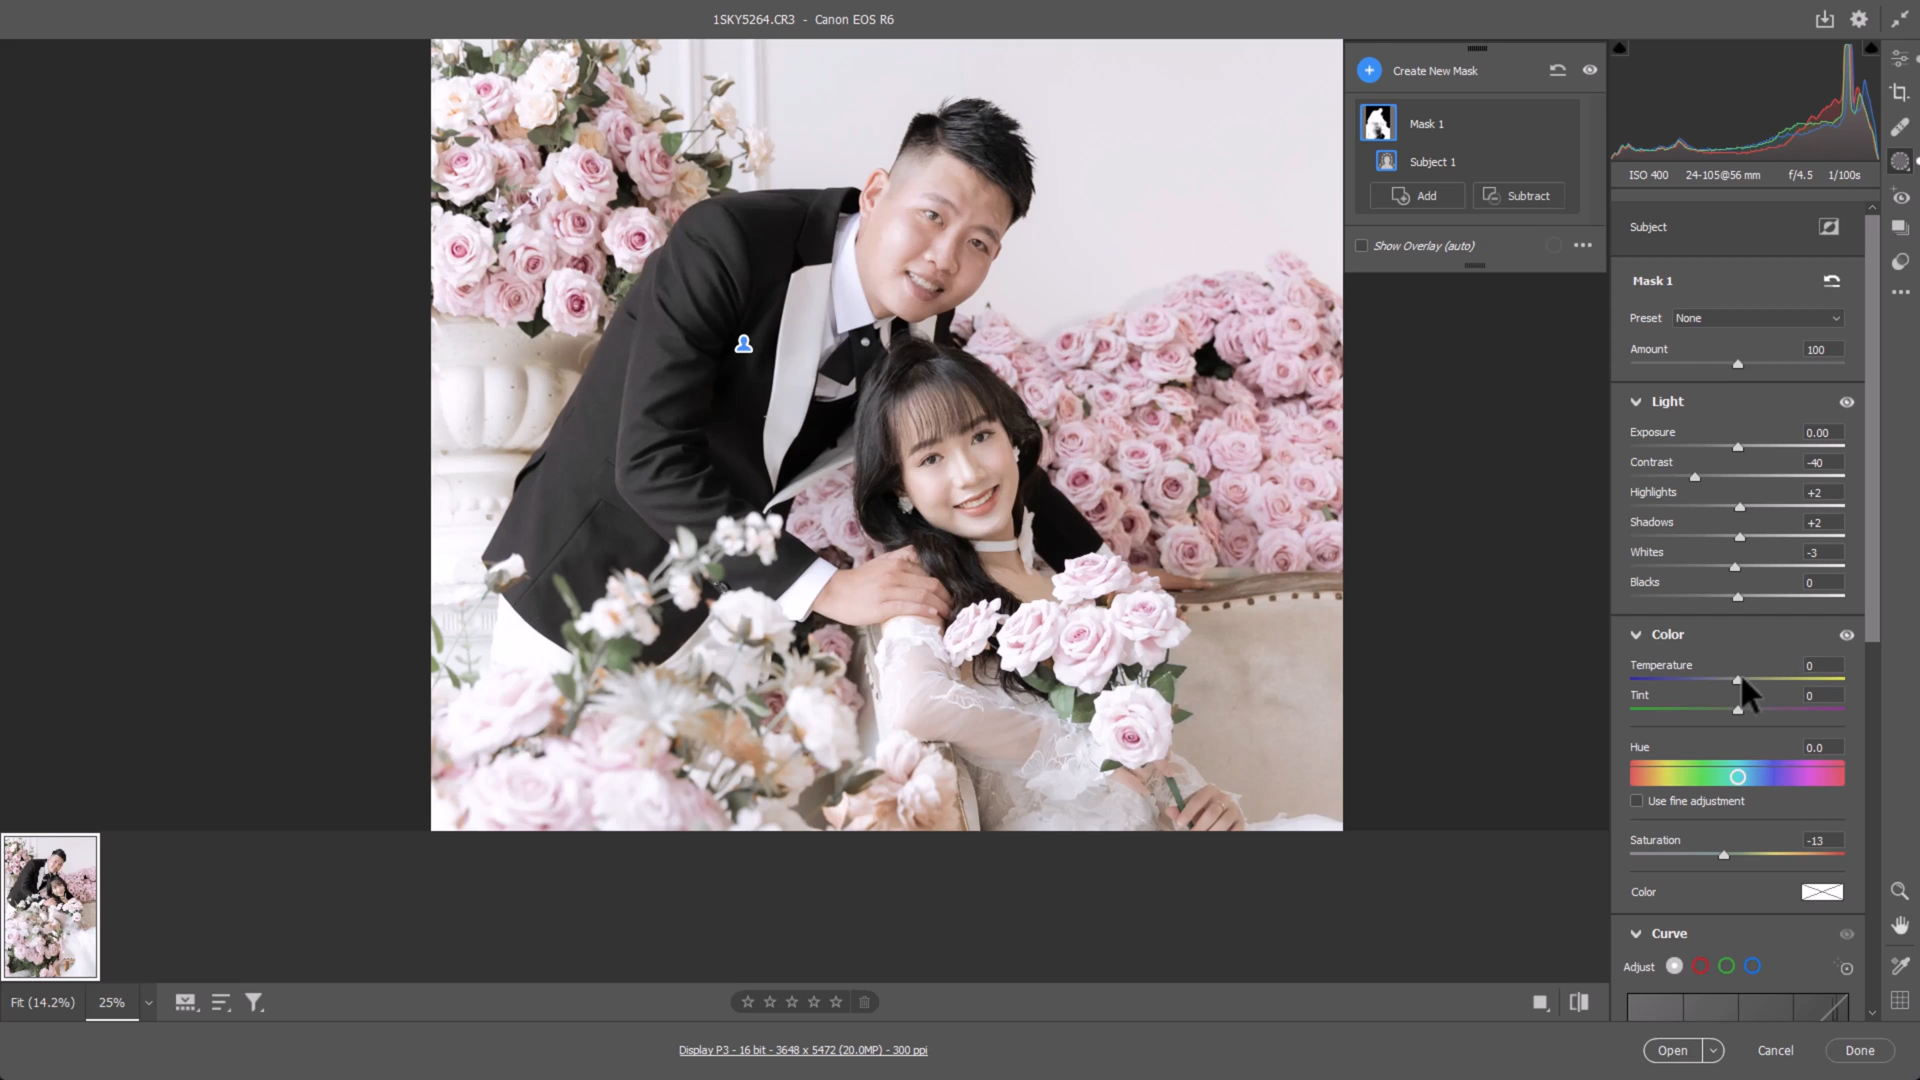 1SKY5264.CR3 - Canon EOS R6
Create New Mask
Mask 1
Subject 1
Add
Subtract
Show Overlay (auto)
ISO 400 24-105@56 mm f/4.5 1/100s
Subject
Mask 1
Preset None
Amount 100
Light
Exposure 0.00
Contrast -40
Highlights +2
Shadows +2
Whites -3
Blacks 0
Color
Temperature 0
Tint 0
Hue 0.0
Use fine adjustment
Saturation -13
Color
Curve
Adjust
Fit (14.2%) 25%
Display P3 - 16 bit - 3648 x 5472 (20.0MP) - 300 ppi
Open Cancel Done